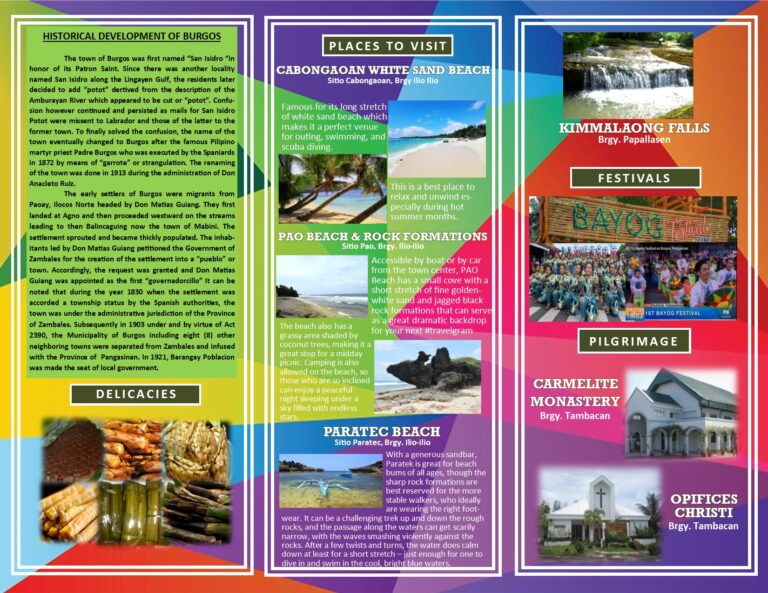 HISTORICAL DEVELOPMENT OF BURGOS
The town of Burgos was first named "San Isidro "in
honor of its Patron Saint. Since there was another locality
named San Isidro along the Lingayen Gulf, the residents later
decided to add "potot" dertived from the description of the
Amburayan River which appeared to be cut or "potot". Confu-
sion however continued and persisted as mails for San Isidro
Potot were missent to Labrador and those of the latter to the
former town. To finally solved the confusion, the name of the
town eventually changed to Burgos after the famous Pilipino
martyr priest Padre Burgos who was executed by the Spaniards
in 1872 by means of "garrote" or strangulation. The renaming
of the town was done in 1913 during the administration of Don
Anacleto Ruiz.
The early settlers of Burgos were migrants from
Paoay, Ilocos Norte headed by Don Matias Guiang. They first
landed at Agno and then proceeded westward on the streams
leading to then Balincaguing now the town of Mabini. The
settlement sprouted and became thickly populated. The inhab-
itants led by Don Matias Guiang petitioned the Government of
Zambales for the creation of the settlement into a "pueblo" or
town. Accordingly, the request was granted and Don Matias
Guiang was appointed as the first "governadorcillo" It can be
noted that during the year 1830 when the settlement was
accorded a township status by the Spanish authorities, the
town was under the administrative jurisdiction of the Province
of Zambales. Subsequently in 1903 under and by virtue of Act
2390, the Municipality of Burgos including eight (8) other
neighboring towns were separated from Zambales and infused
with the Province of Pangasinan. In 1921, Barangay Poblacion
was made the seat of local government.
DELICACIES
PLACES TO VISIT
CABONGAOAN WHITE SAND BEACH
Sitio Cabongaoan, Brgy Ilio Ilio
Famous for its long stretch
of white sand beach which
makes it a perfect venue
for outing, swimming, and
scuba diving.
This is a best place to
relax and unwind es-
pecially during hot
summer months.
PAO BEACH & ROCK FORMATIONS
Sitio Pao, Brgy. Ilio-ilio
Accessible by boat or by car
from the town center, PAO
Beach has a small cove with a
short stretch of fine golden-
white sand and jagged black
rock formations that can serve
as a great dramatic backdrop
for your next #travelgram
The beach also has a
grassy area shaded by
coconut trees, making it a
great stop for a midday
picnic. Camping is also
allowed on the beach, so
those who are so inclined
can enjoy a peaceful
night sleeping under a
sky filled with endless
stars.
PARATEC BEACH
Sitio Paratec, Brgy. Ilio-ilio
With a generous sandbar,
Paratek is great for beach
bums of all ages, though the
sharp rock formations are
best reserved for the more
stable walkers, who ideally
are wearing the right foot-
wear. It can be a challenging trek up and down the rough
rocks, and the passage along the waters can get scarily
narrow, with the waves smashing violently against the
rocks. After a few twists and turns, the water does calm
down at least for a short stretch – just enough for one to
dive in and swim in the cool, bright blue waters.
KIMMALAONG FALLS
Brgy. Papallasen
FESTIVALS
BAYOG
festival
1ST BAYOG FESTIVAL
PILGRIMAGE
CARMELITE
MONASTERY
Brgy. Tambacan
OPIFICES
CHRISTI
Brgy. Tambacan